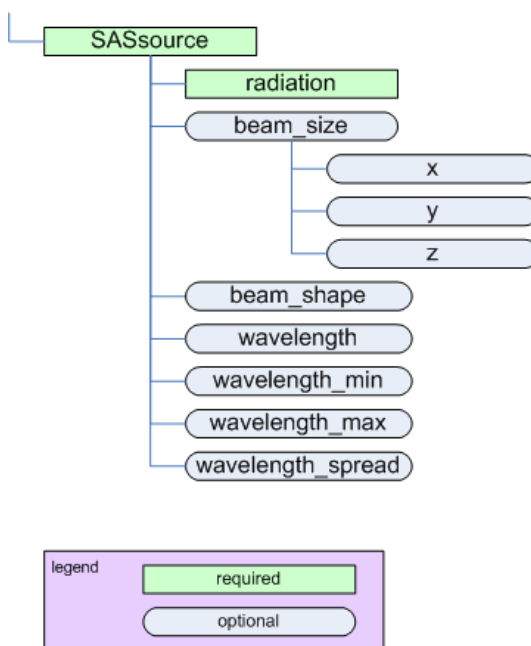 SASsource
radiation
beam_size
x
y
z
beam_shape
wavelength
wavelength_min
wavelength_max
wavelength_spread
legend
required
optional